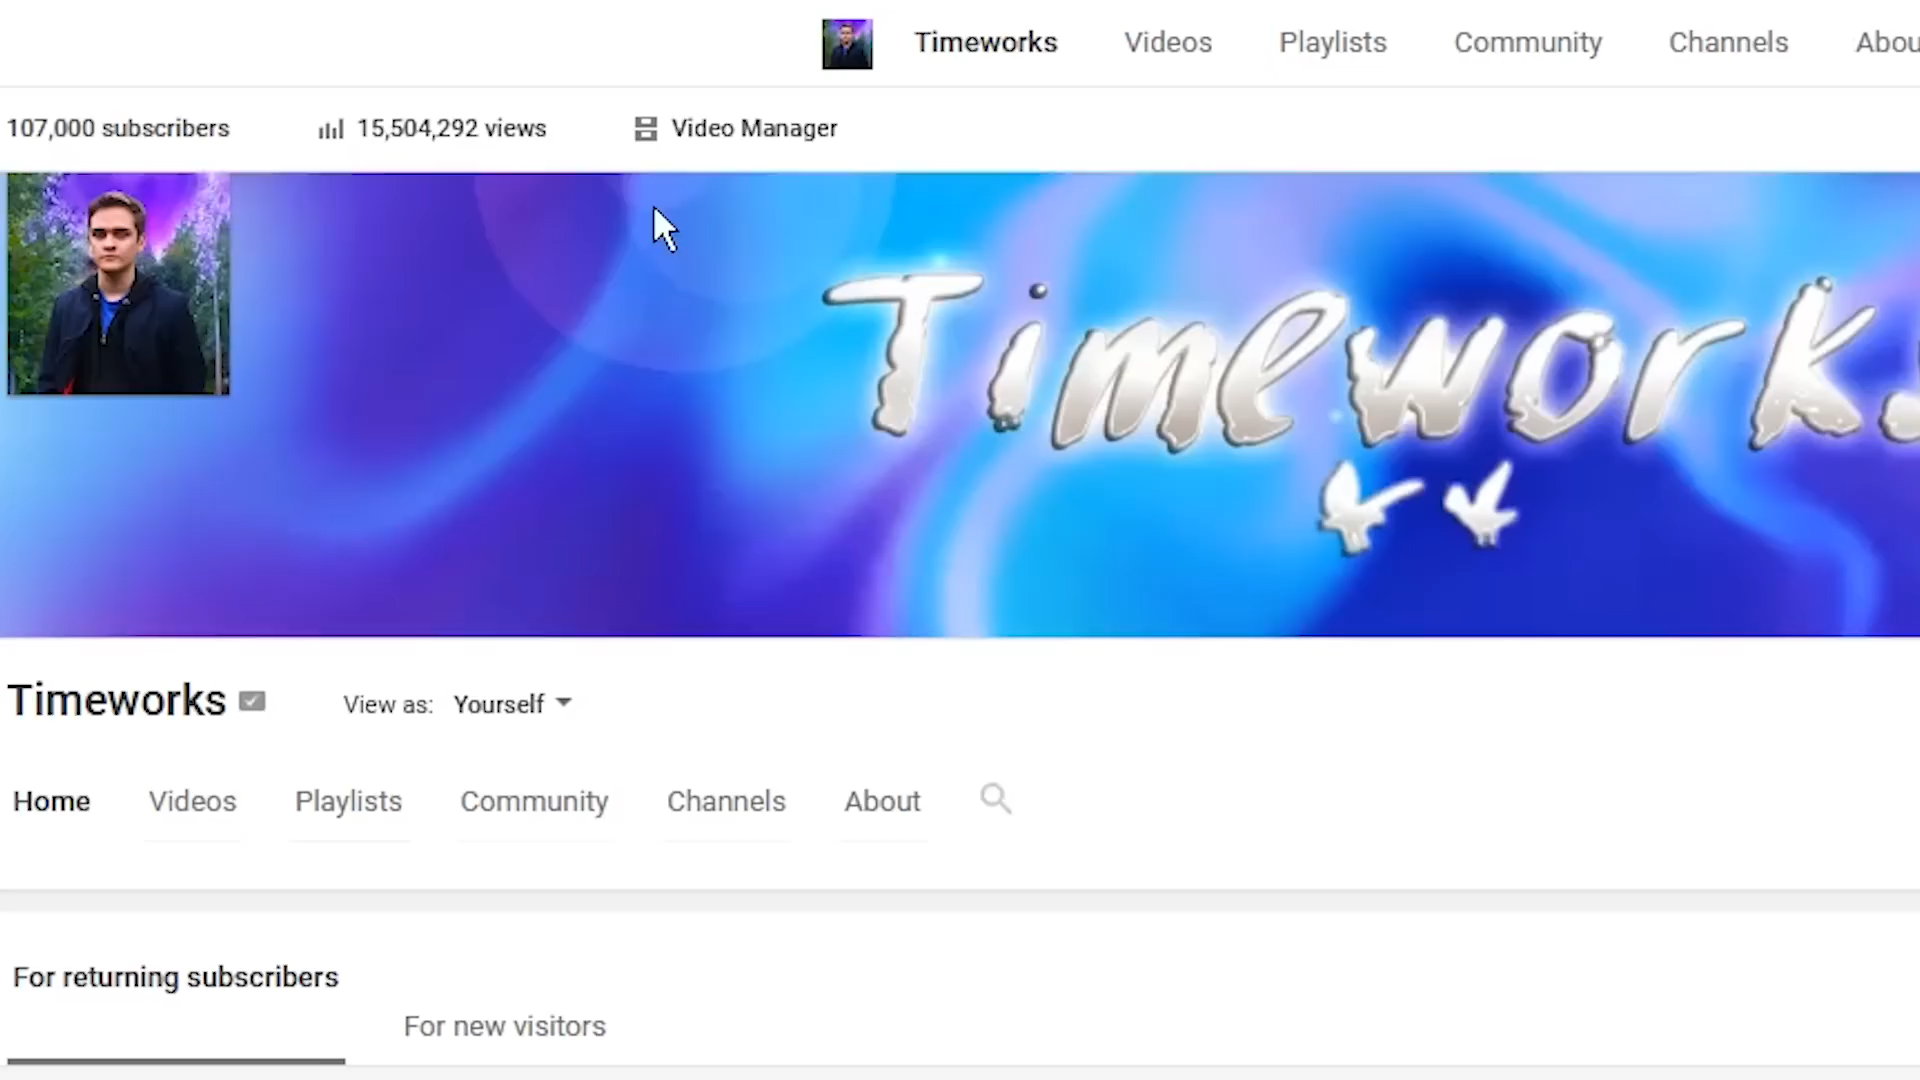 Timeworks Videos Playlists Community Channels Abou
107,000 subscribers 15,504,292 views Video Manager
Timeworks
Timeworks View as: Yourself
Home Videos Playlists Community Channels About
For returning subscribers
For new visitors